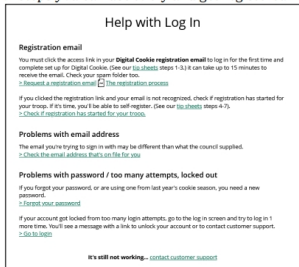 Help with Log In
Registration email
You must click the access link in your Digital Cookie registration email to log in for the first time and
complete set up for Digital Cookie. (See our tip sheets steps 1-3.) it can take up to 15 minutes to
receive the email. Check your spam folder too.
> Request a registration email The registration process
If you clicked the registration link and your email is not recognized, check if registration has started for
your troop. If it's time, you'll be able to self-register. (See our tip sheets steps 4-7).
> Check if registration has started for your troop.
Problems with email address
The email you're trying to sign in with may be different than what the council supplied.
> Check the email address that's on file for you
Problems with password / too many attempts, locked out
If you forgot your password, or are using one from last year's cookie season, you need a new
password.
> Forgot your password
If your account got locked from too many login attempts, go to the log in screen and try to log in 1
more time. You'll see a message with a link to unlock your account or to contact customer support.
> Go to login
It's still not working... contact customer support